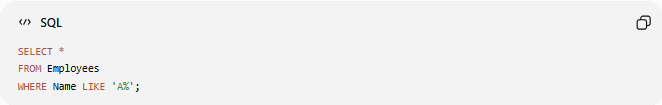 </> SQL
SELECT *
FROM Employees
WHERE Name LIKE 'A%';